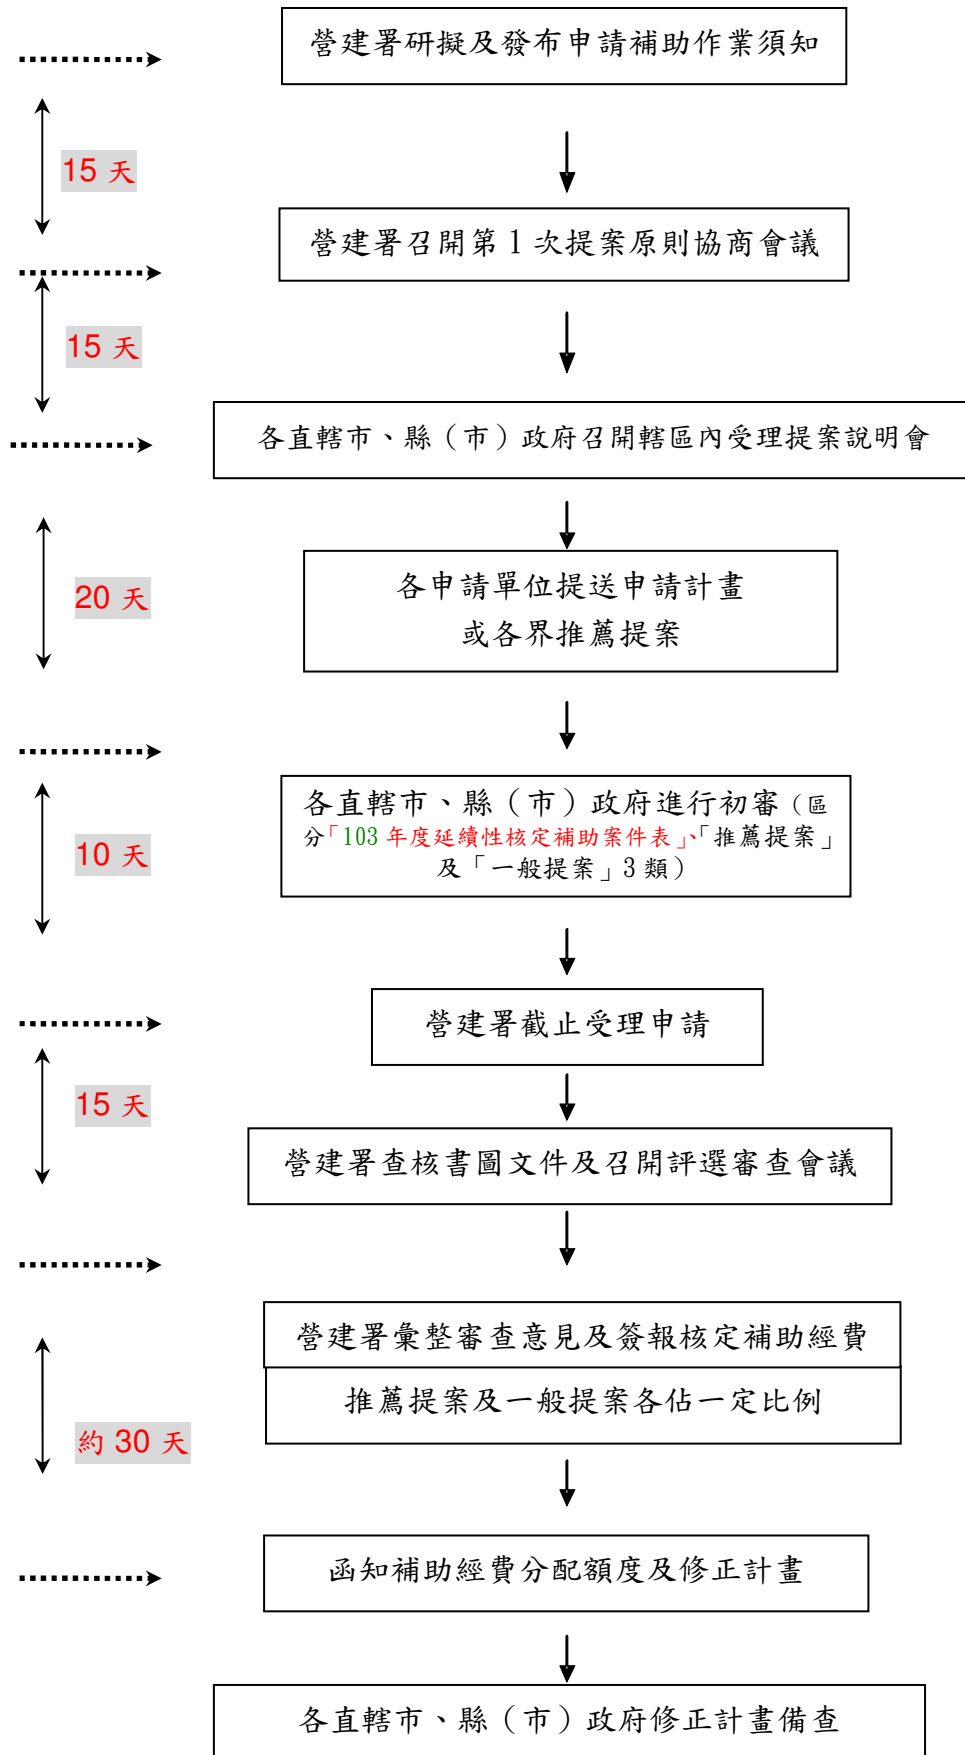 營建署研擬及發布申請補助作業須知
15 天
營建署召開第 1 次提案原則協商會議
15 天
各直轄市、縣（市）政府召開轄區內受理提案說明會
20 天
各申請單位提送申請計畫
或各界推薦提案
各直轄市、縣（市）政府進行初審（區
分「103 年度延續性核定補助案件表」、「推薦提案」
及「一般提案」3 類）
10 天
營建署截止受理申請
15 天
營建署查核書圖文件及召開評選審查會議
營建署彙整審查意見及簽報核定補助經費
推薦提案及一般提案各佔一定比例
約 30 天
函知補助經費分配額度及修正計畫
各直轄市、縣（市）政府修正計畫備查